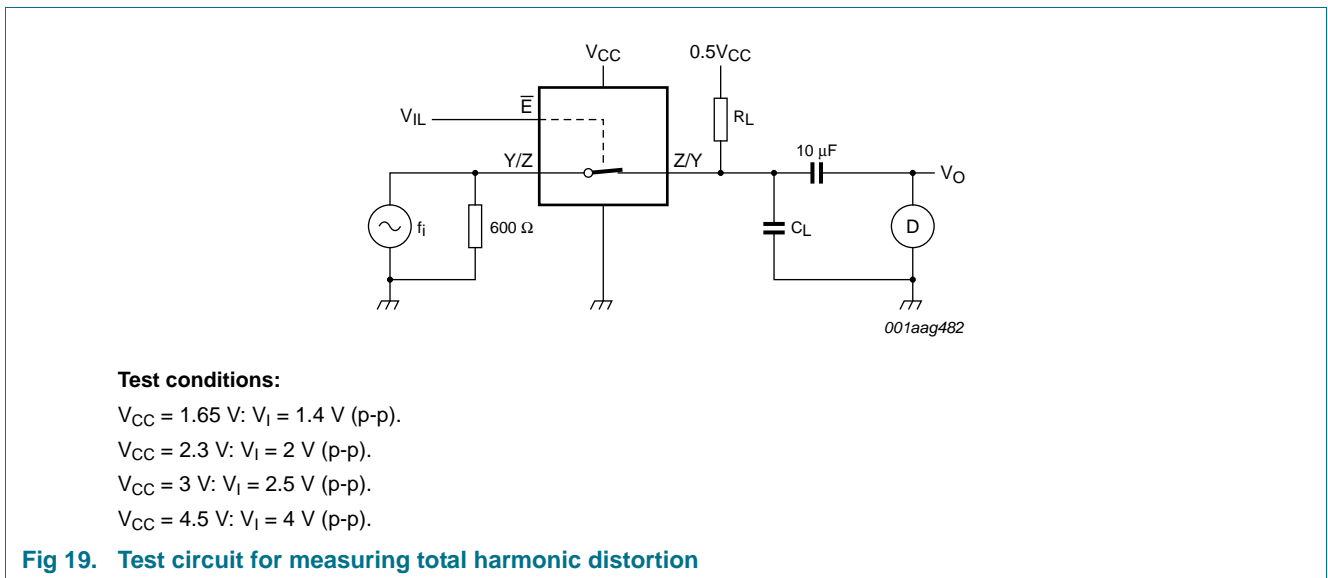 VCC
0.5VCC
E
VIL
RL
Y/Z
Z/Y
10 μF
VO
fi
600 Ω
CL
D
001aag482
Test conditions:
VCC = 1.65 V: VI = 1.4 V (p-p).
VCC = 2.3 V: VI = 2 V (p-p).
VCC = 3 V: VI = 2.5 V (p-p).
VCC = 4.5 V: VI = 4 V (p-p).
Fig 19. Test circuit for measuring total harmonic distortion